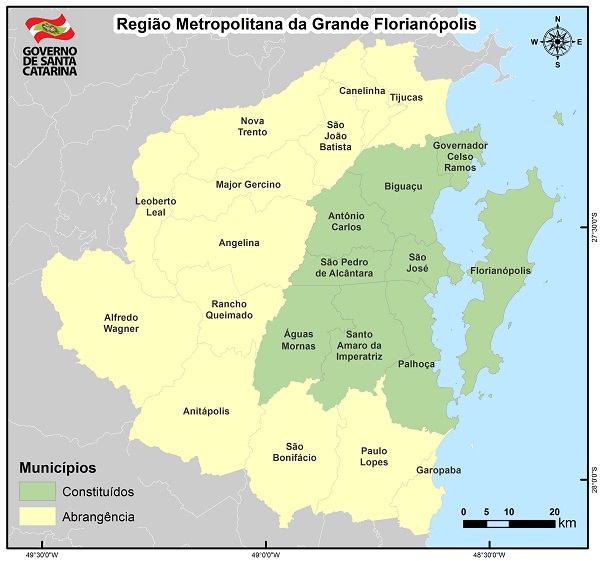 Região Metropolitana da Grande Florianópolis
GOVERNO
DE SANTA
CATARINA
N
W
E
S
Canelinha
Tijucas
Nova
Trento
São
João
Batista
Governador
Celso
Ramos
Major Gercino
Biguaçu
Leoberto
Leal
Antônio
Carlos
27°30'0"S
Angelina
São Pedro
de Alcântara
São
José
Florianópolis
Alfredo
Wagner
Rancho
Queimado
Águas
Mornas
Santo
Amaro da
Imperatriz
Palhoça
Anitápolis
São
Bonifácio
Paulo
Lopes
Garopaba
28°0'0"S
Municípios
Constituídos
Abrangência
0 5 10 20
km
49°30'0"W
49°0'0"W
48°30'0"W